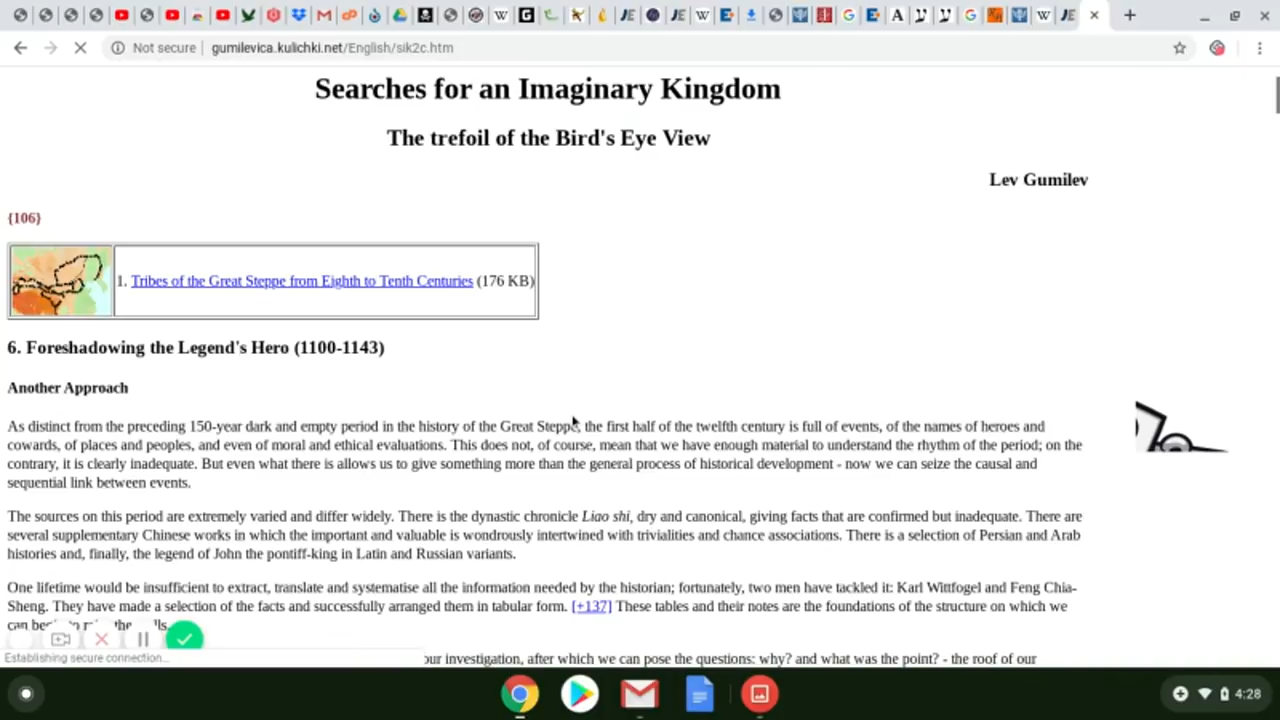 Not secure | gumilevica.kulichki.net/English/sik2c.htm
Searches for an Imaginary Kingdom
The trefoil of the Bird's Eye View
Lev Gumilev
{106}
1. Tribes of the Great Steppe from Eighth to Tenth Centuries (176 KB)
6. Foreshadowing the Legend's Hero (1100-1143)
Another Approach
As distinct from the preceding 150-year dark and empty period in the history of the Great Steppe, the first half of the twelfth century is full of events, of the names of heroes and
cowards, of places and peoples, and even of moral and ethical evaluations. This does not, of course, mean that we have enough material to understand the rhythm of the period; on the
contrary, it is clearly inadequate. But even what there is allows us to give something more than the general process of historical development - now we can seize the causal and
sequential link between events.
The sources on this period are extremely varied and differ widely. There is the dynastic chronicle Liao shi, dry and canonical, giving facts that are confirmed but inadequate. There are
several supplementary Chinese works in which the important and valuable is wondrously intertwined with trivialities and chance associations. There is a selection of Persian and Arab
histories and, finally, the legend of John the pontiff-king in Latin and Russian variants.
One lifetime would be insufficient to extract, translate and systematise all the information needed by the historian; fortunately, two men have tackled it: Karl Wittfogel and Feng Chia-
Sheng. They have made a selection of the facts and successfully arranged them in tabular form. [+137] These tables and their notes are the foundations of the structure on which we
can
Establishing secure connection...
our investigation, after which we can pose the questions: why? and what was the point? - the roof of our
4:28